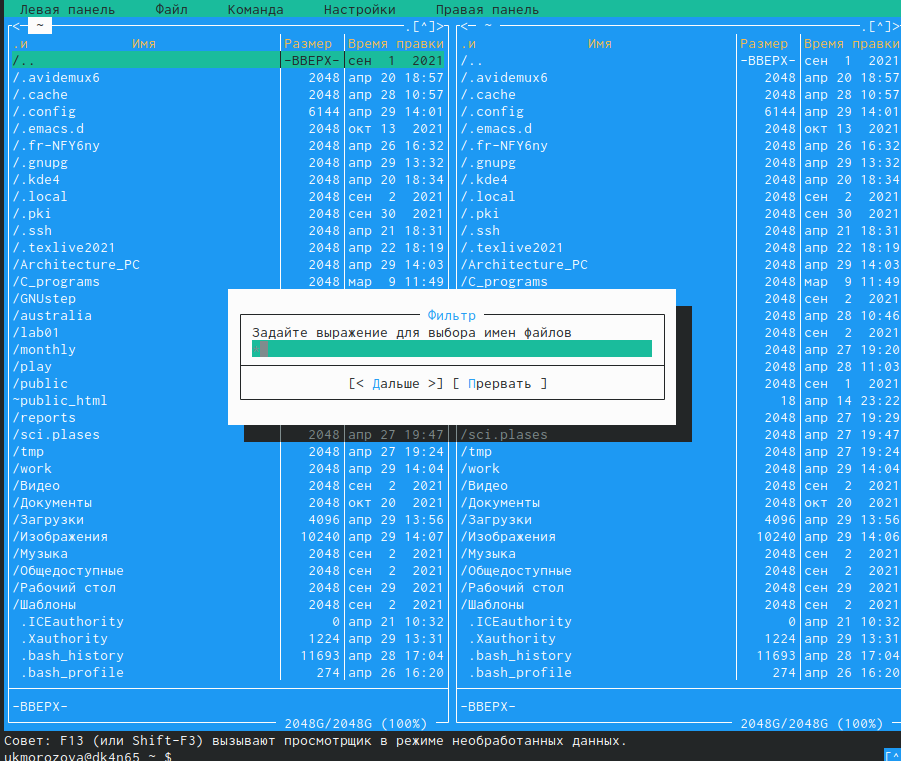 Левая панель Файл Команда Настройки Правая панель
<─ ~ ─ .[^]> <─ ~ ─ .[^]>
.и Имя Размер Время правки .и Имя Размер Время правки
/.. -ВВЕРХ- сен 1 2021 /.. -ВВЕРХ- сен 1 2021
/.avidemux6 2048 апр 20 18:57 /.avidemux6 2048 апр 20 18:57
/.cache 2048 апр 28 10:57 /.cache 2048 апр 28 10:57
/.config 6144 апр 29 14:01 /.config 6144 апр 29 14:01
/.emacs.d 2048 окт 13 2021 /.emacs.d 2048 окт 13 2021
/.fr-NFY6ny 2048 апр 26 16:32 /.fr-NFY6ny 2048 апр 26 16:32
/.gnupg 2048 апр 29 13:32 /.gnupg 2048 апр 29 13:32
/.kde4 2048 апр 20 18:34 /.kde4 2048 апр 20 18:34
/.local 2048 сен 2 2021 /.local 2048 сен 2 2021
/.pki 2048 сен 30 2021 /.pki 2048 сен 30 2021
/.ssh 2048 апр 21 18:31 /.ssh 2048 апр 21 18:31
/.texlive2021 2048 апр 22 18:19 /.texlive2021 2048 апр 22 18:19
/Architecture_PC 2048 апр 29 14:03 /Architecture_PC 2048 апр 29 14:03
/C_programs 2048 мар 9 11:49 /C_programs 2048 мар 9 11:49
/GNUstep 2048 сен 2 2021
/australia Фильтр 2048 апр 28 10:46
/lab01 Задайте выражение для выбора имен файлов 2048 сен 2 2021
/monthly 2048 апр 27 19:20
/play 2048 апр 28 11:03
/public [< Дальше >] [ Прервать ] 2048 сен 1 2021
~public_html 18 апр 14 23:22
/reports 2048 апр 27 19:29
/sci.plases 2048 апр 27 19:47 /sci.plases 2048 апр 27 19:47
/tmp 2048 апр 27 19:24 /tmp 2048 апр 27 19:24
/work 2048 апр 29 14:04 /work 2048 апр 29 14:04
/Видео 2048 сен 2 2021 /Видео 2048 сен 2 2021
/Документы 2048 окт 20 2021 /Документы 2048 окт 20 2021
/Загрузки 4096 апр 29 13:56 /Загрузки 4096 апр 29 13:56
/Изображения 10240 апр 29 14:07 /Изображения 10240 апр 29 14:06
/Музыка 2048 сен 2 2021 /Музыка 2048 сен 2 2021
/Общедоступные 2048 сен 2 2021 /Общедоступные 2048 сен 2 2021
/Рабочий стол 2048 сен 29 2021 /Рабочий стол 2048 сен 29 2021
/Шаблоны 2048 сен 2 2021 /Шаблоны 2048 сен 2 2021
.ICEauthority 0 апр 21 10:32 .ICEauthority 0 апр 21 10:32
.Xauthority 1224 апр 29 13:31 .Xauthority 1224 апр 29 13:31
.bash_history 11693 апр 28 17:04 .bash_history 11693 апр 28 17:04
.bash_profile 274 апр 26 16:20 .bash_profile 274 апр 26 16:20
-ВВЕРХ- -ВВЕРХ-
2048G/2048G (100%) 2048G/2048G (100%)
Совет: F13 (или Shift-F3) вызывают просмотрщик в режиме необработанных данных.
ukmorozova@dk4n65 ~ $ [^